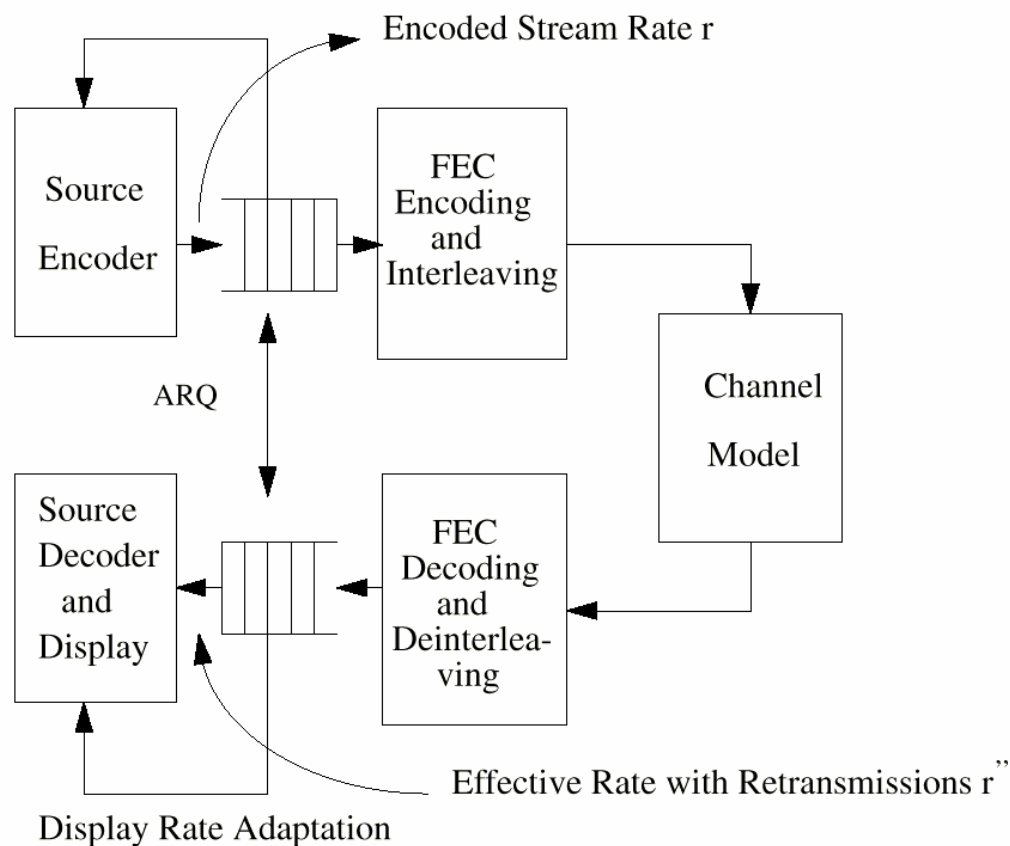 Encoded Stream Rate r
Source
Encoder
FEC
Encoding
and
Interleaving
Channel
Model
ARQ
Source
Decoder
and
Display
FEC
Decoding
and
Deinterlea-
ving
Effective Rate with Retransmissions r”
Display Rate Adaptation